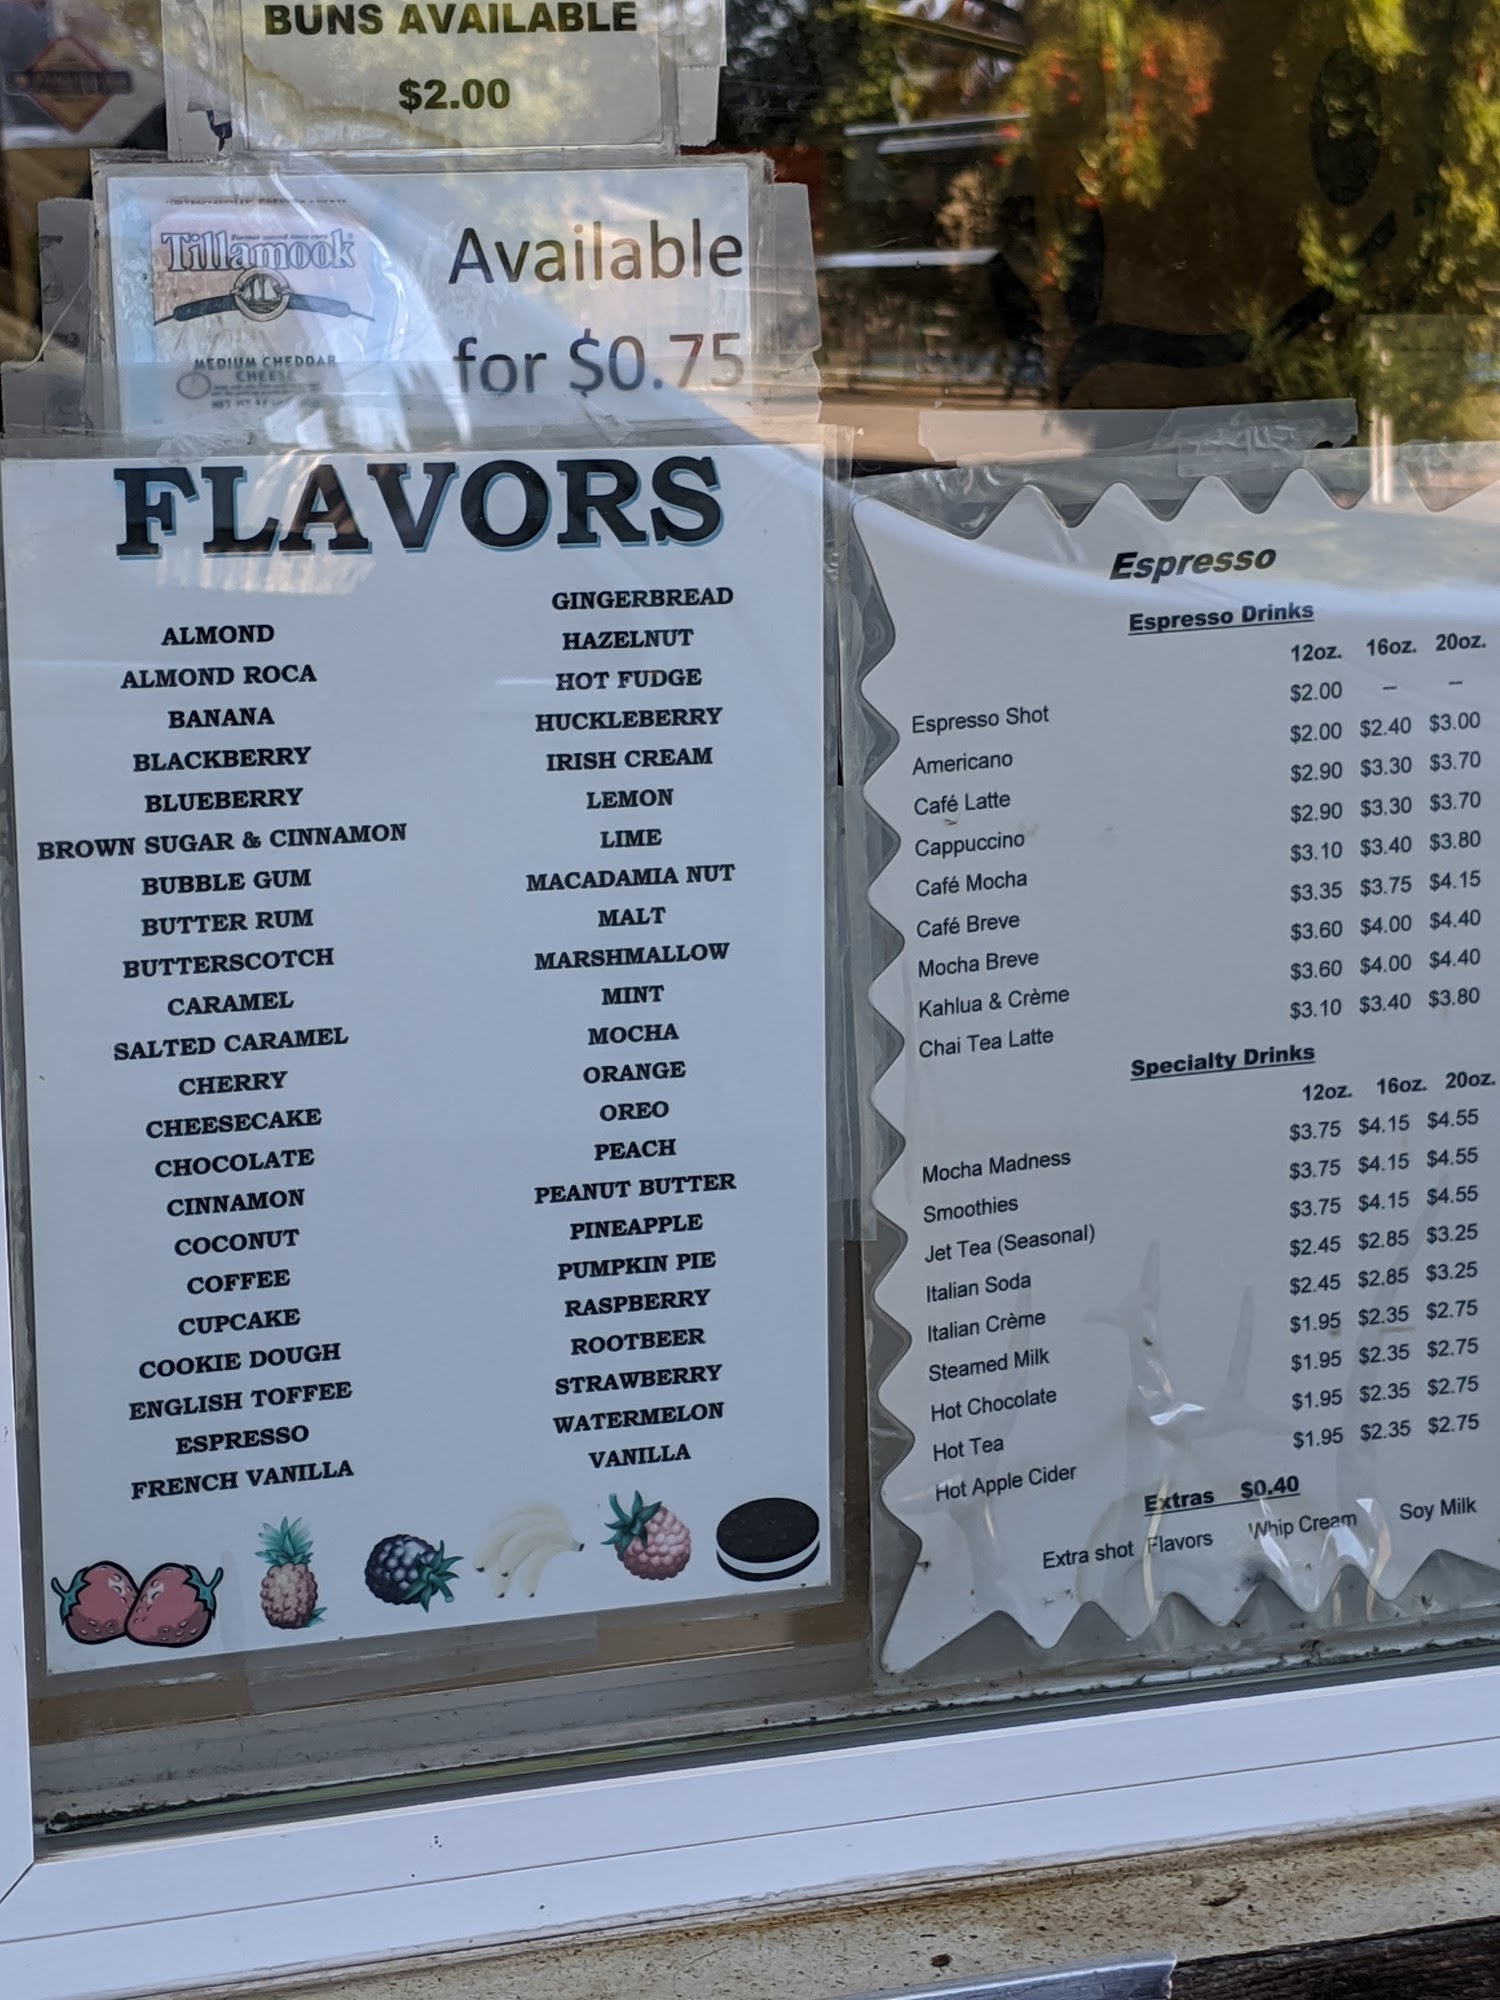 BUNS AVAILABLE
$2.00
Tillamook
MEDIUM CHEDDAR
CHEESE
Available
for $0.75
FLAVORS
ALMOND
ALMOND ROCA
BANANA
BLACKBERRY
BLUEBERRY
BROWN SUGAR & CINNAMON
BUBBLE GUM
BUTTER RUM
BUTTERSCOTCH
CARAMEL
SALTED CARAMEL
CHERRY
CHEESECAKE
CHOCOLATE
CINNAMON
COCONUT
COFFEE
CUPCAKE
COOKIE DOUGH
ENGLISH TOFFEE
ESPRESSO
FRENCH VANILLA
GINGERBREAD
HAZELNUT
HOT FUDGE
HUCKLEBERRY
IRISH CREAM
LEMON
LIME
MACADAMIA NUT
MALT
MARSHMALLOW
MINT
MOCHA
ORANGE
OREO
PEACH
PEANUT BUTTER
PINEAPPLE
PUMPKIN PIE
RASPBERRY
ROOTBEER
STRAWBERRY
WATERMELON
VANILLA
Espresso
Espresso Drinks
12oz. 16oz. 20oz.
Espresso Shot $2.00 -- --
Americano $2.00 $2.40 $3.00
Café Latte $2.90 $3.30 $3.70
Cappuccino $2.90 $3.30 $3.70
Café Mocha $3.10 $3.40 $3.80
Café Breve $3.35 $3.75 $4.15
Mocha Breve $3.60 $4.00 $4.40
Kahlua & Crème $3.60 $4.00 $4.40
Chai Tea Latte $3.10 $3.40 $3.80
Specialty Drinks
12oz. 16oz. 20oz.
Mocha Madness $3.75 $4.15 $4.55
Smoothies $3.75 $4.15 $4.55
Jet Tea (Seasonal) $3.75 $4.15 $4.55
Italian Soda $2.45 $2.85 $3.25
Italian Crème $2.45 $2.85 $3.25
Steamed Milk $1.95 $2.35 $2.75
Hot Chocolate $1.95 $2.35 $2.75
Hot Tea $1.95 $2.35 $2.75
Hot Apple Cider $1.95 $2.35 $2.75
Extras $0.40
Extra shot Flavors Whip Cream Soy Milk